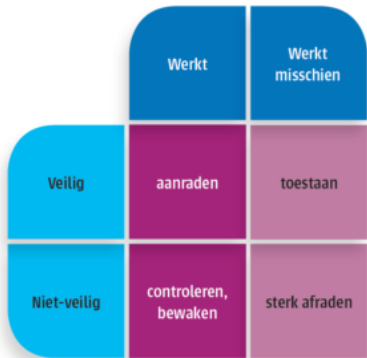 Werkt
Werkt
misschien
Veilig
aanraden
toestaan
Niet-veilig
controleren,
bewaken
sterk afraden